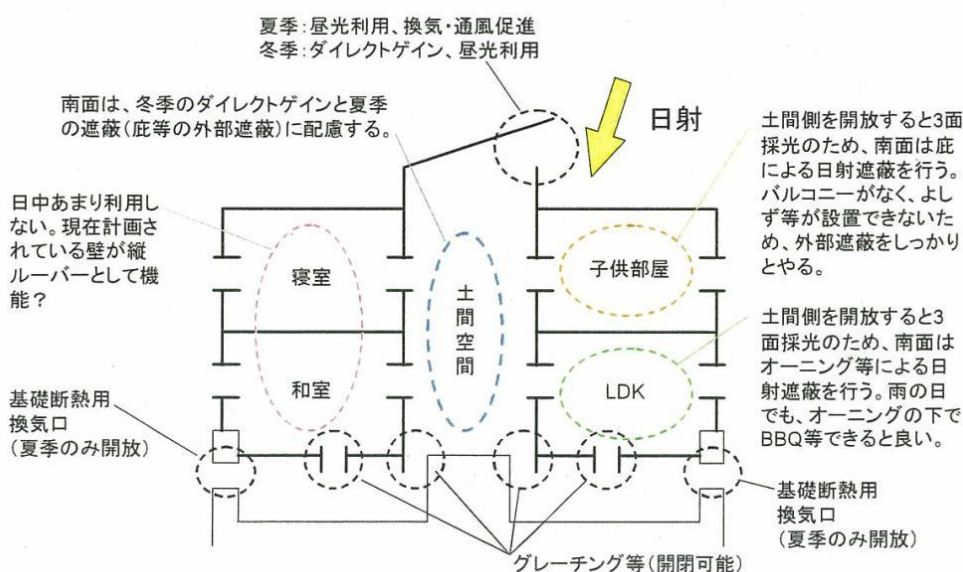 夏季：昼光利用、換気・通風促進
冬季：ダイレクトゲイン、昼光利用
南面は、冬季のダイレクトゲインと夏季
の遮蔽（庇等の外部遮蔽）に配慮する。
日射
土間側を開放すると3面
採光のため、南面は庇
による日射遮蔽を行う。
バルコニーがなく、よし
ず等が設置できないた
め、外部遮蔽をしっかり
とやる。
日中あまり利用し
ない。現在計画さ
れている壁が縦
ルーバーとして機
能？
寝室
土間空間
子供部屋
和室
LDK
土間側を開放すると3
面採光のため、南面は
オーニング等による日
射遮蔽を行う。雨の日
でも、オーニングの下で
BBQ等できると良い。
基礎断熱用
換気口
（夏季のみ開放）
基礎断熱用
換気口
（夏季のみ開放）
グレーチング等（開閉可能）